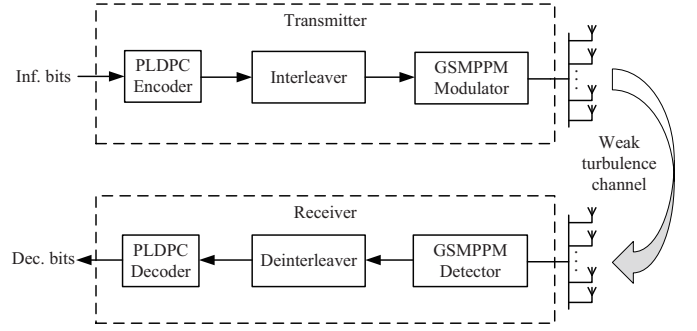 Transmitter
Inf. bits
PLDPC
Encoder
Interleaver
GSMPPM
Modulator
Weak
turbulence
channel
Receiver
Dec. bits
PLDPC
Decoder
Deinterleaver
GSMPPM
Detector